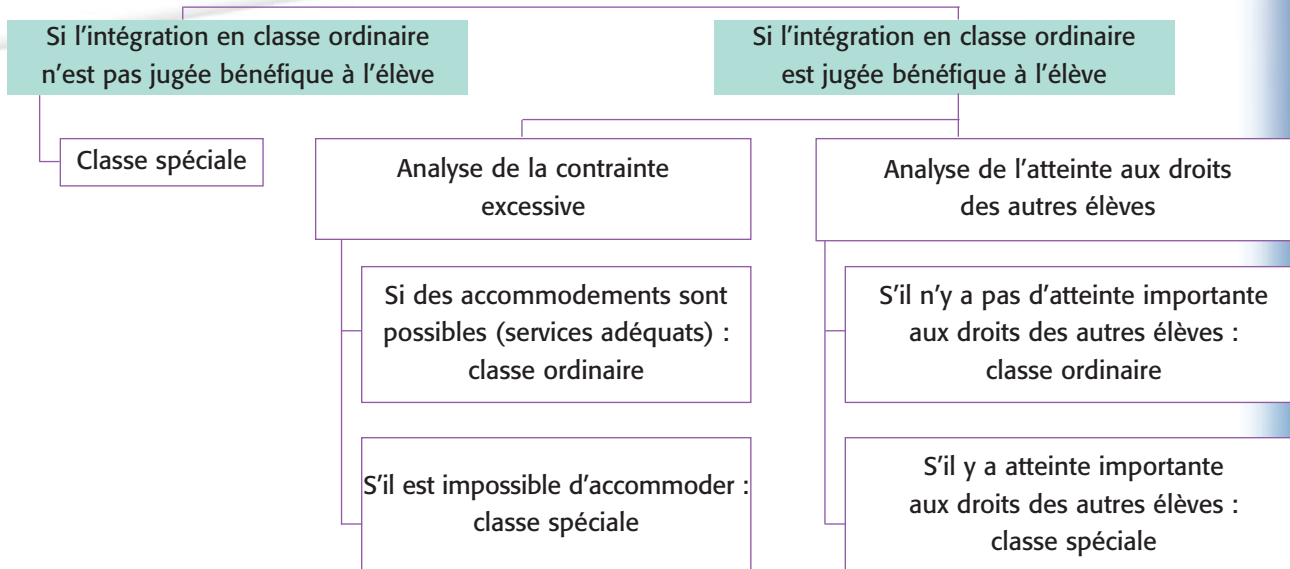 Si l'intégration en classe ordinaire
n'est pas jugée bénéfique à l'élève
Si l'intégration en classe ordinaire
est jugée bénéfique à l'élève
Classe spéciale
Analyse de la contrainte
excessive
Analyse de l'atteinte aux droits
des autres élèves
Si des accommodements sont
possibles (services adéquats) :
classe ordinaire
S'il n'y a pas d'atteinte importante
aux droits des autres élèves :
classe ordinaire
S'il est impossible d'accommoder :
classe spéciale
S'il y a atteinte importante
aux droits des autres élèves :
classe spéciale